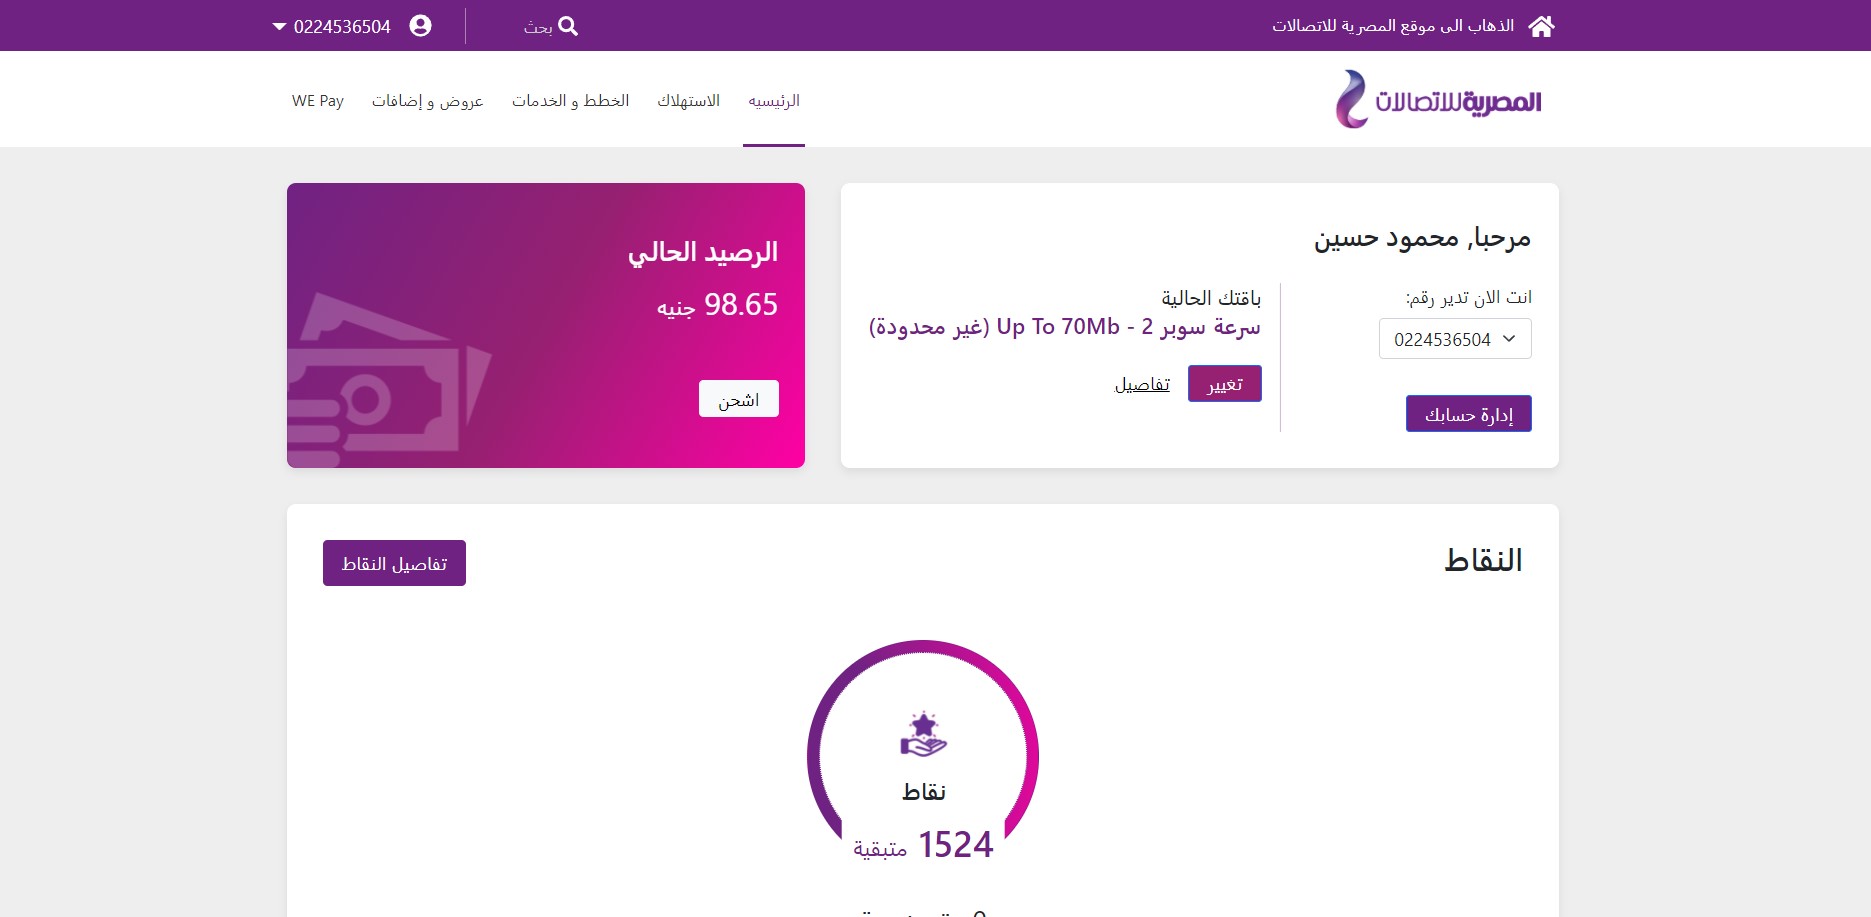 الذهاب الى موقع المصرية للاتصالات
بحث
0224536504
المصرية للاتصالات
الرئيسيه
الاستهلاك
الخطط و الخدمات
عروض و إضافات
WE Pay
مرحبا, محمود حسين
انت الان تدير رقم:
0224536504
إدارة حسابك
باقتك الحالية
سرعة سوبر 2 - Up To 70Mb (غير محدودة)
تغيير
تفاصيل
الرصيد الحالي
98.65 جنيه
اشحن
النقاط
تفاصيل النقاط
نقاط
1524 متبقية